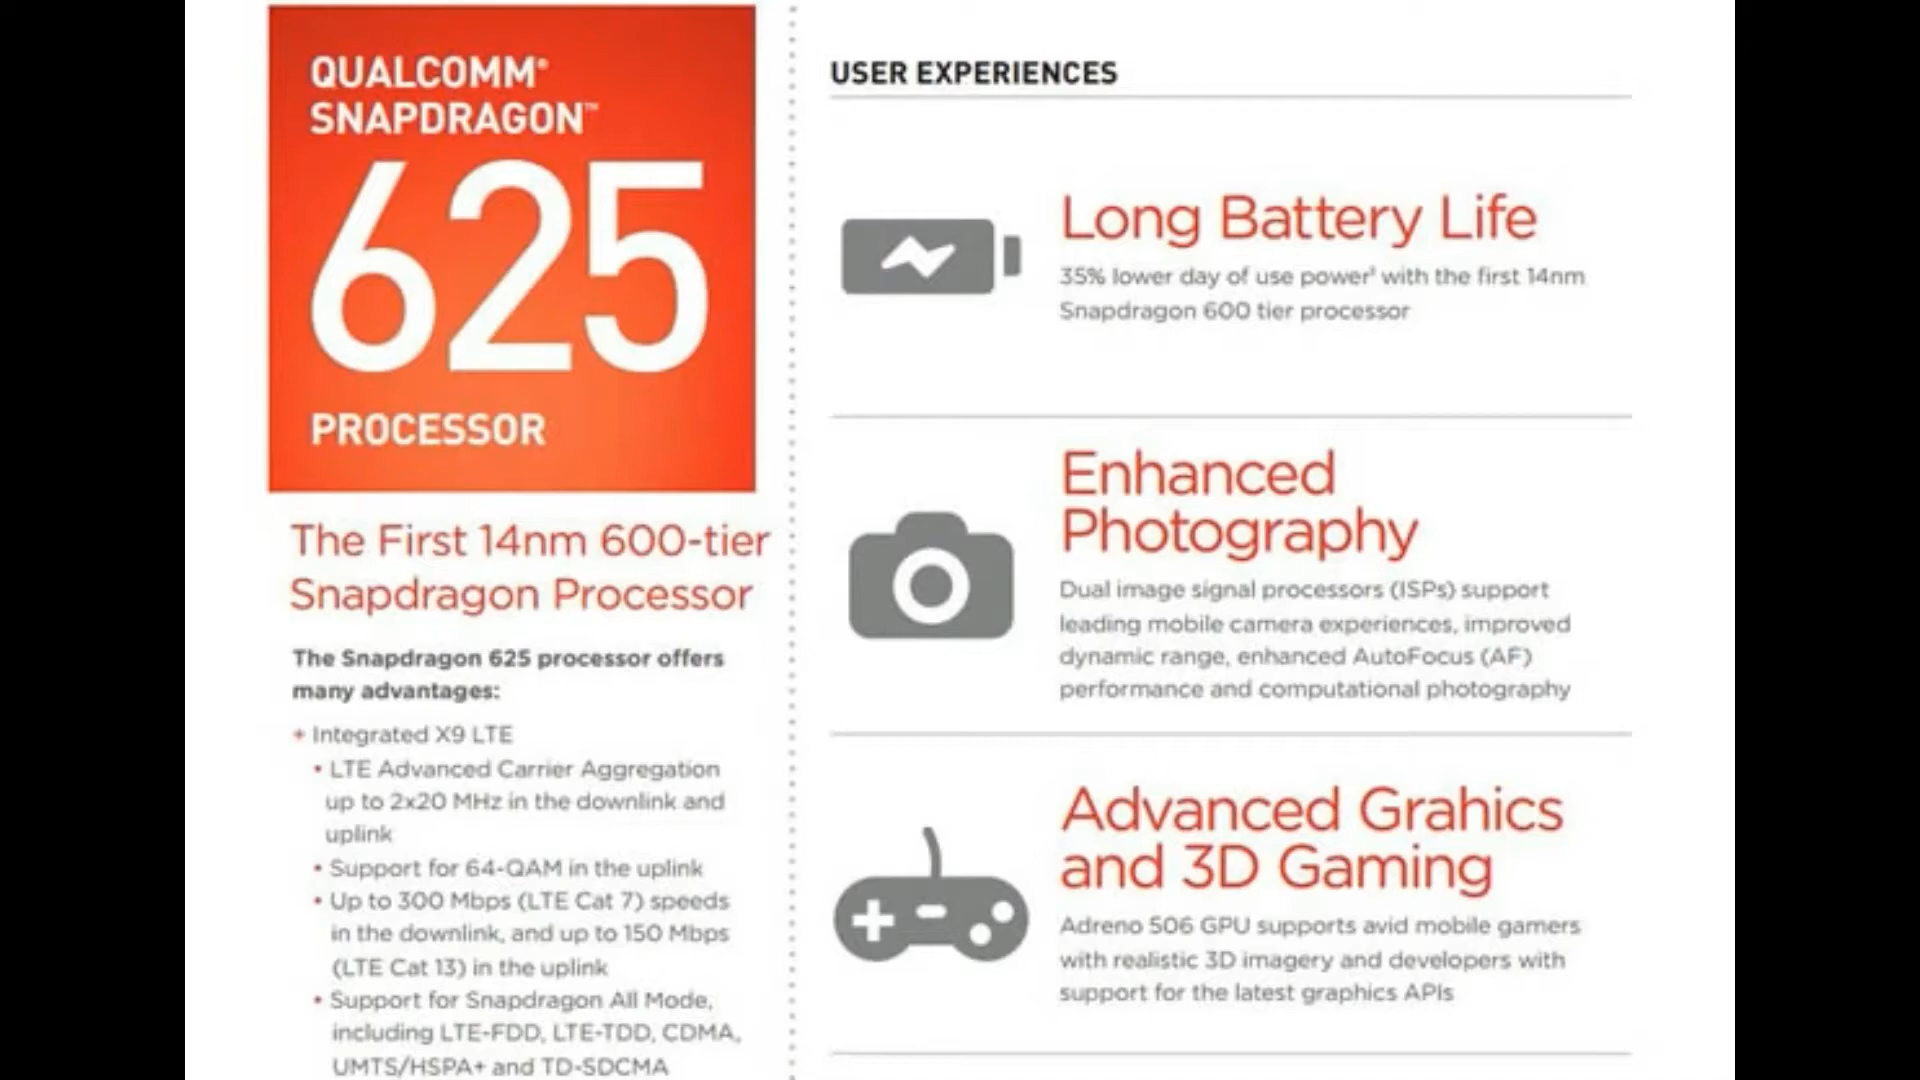 QUALCOMM®
SNAPDRAGON™
625
PROCESSOR
The First 14nm 600-tier
Snapdragon Processor
The Snapdragon 625 processor offers
many advantages:
+ Integrated X9 LTE
• LTE Advanced Carrier Aggregation
up to 2x20 MHz in the downlink and
uplink
• Support for 64-QAM in the uplink
• Up to 300 Mbps (LTE Cat 7) speeds
in the downlink, and up to 150 Mbps
(LTE Cat 13) in the uplink
• Support for Snapdragon All Mode,
including LTE-FDD, LTE-TDD, CDMA,
UMTS/HSPA+ and TD-SDCMA
USER EXPERIENCES
Long Battery Life
35% lower day of use power¹ with the first 14nm
Snapdragon 600 tier processor
Enhanced
Photography
Dual image signal processors (ISPs) support
leading mobile camera experiences, improved
dynamic range, enhanced AutoFocus (AF)
performance and computational photography
Advanced Grahics
and 3D Gaming
Adreno 506 GPU supports avid mobile gamers
with realistic 3D imagery and developers with
support for the latest graphics APIs